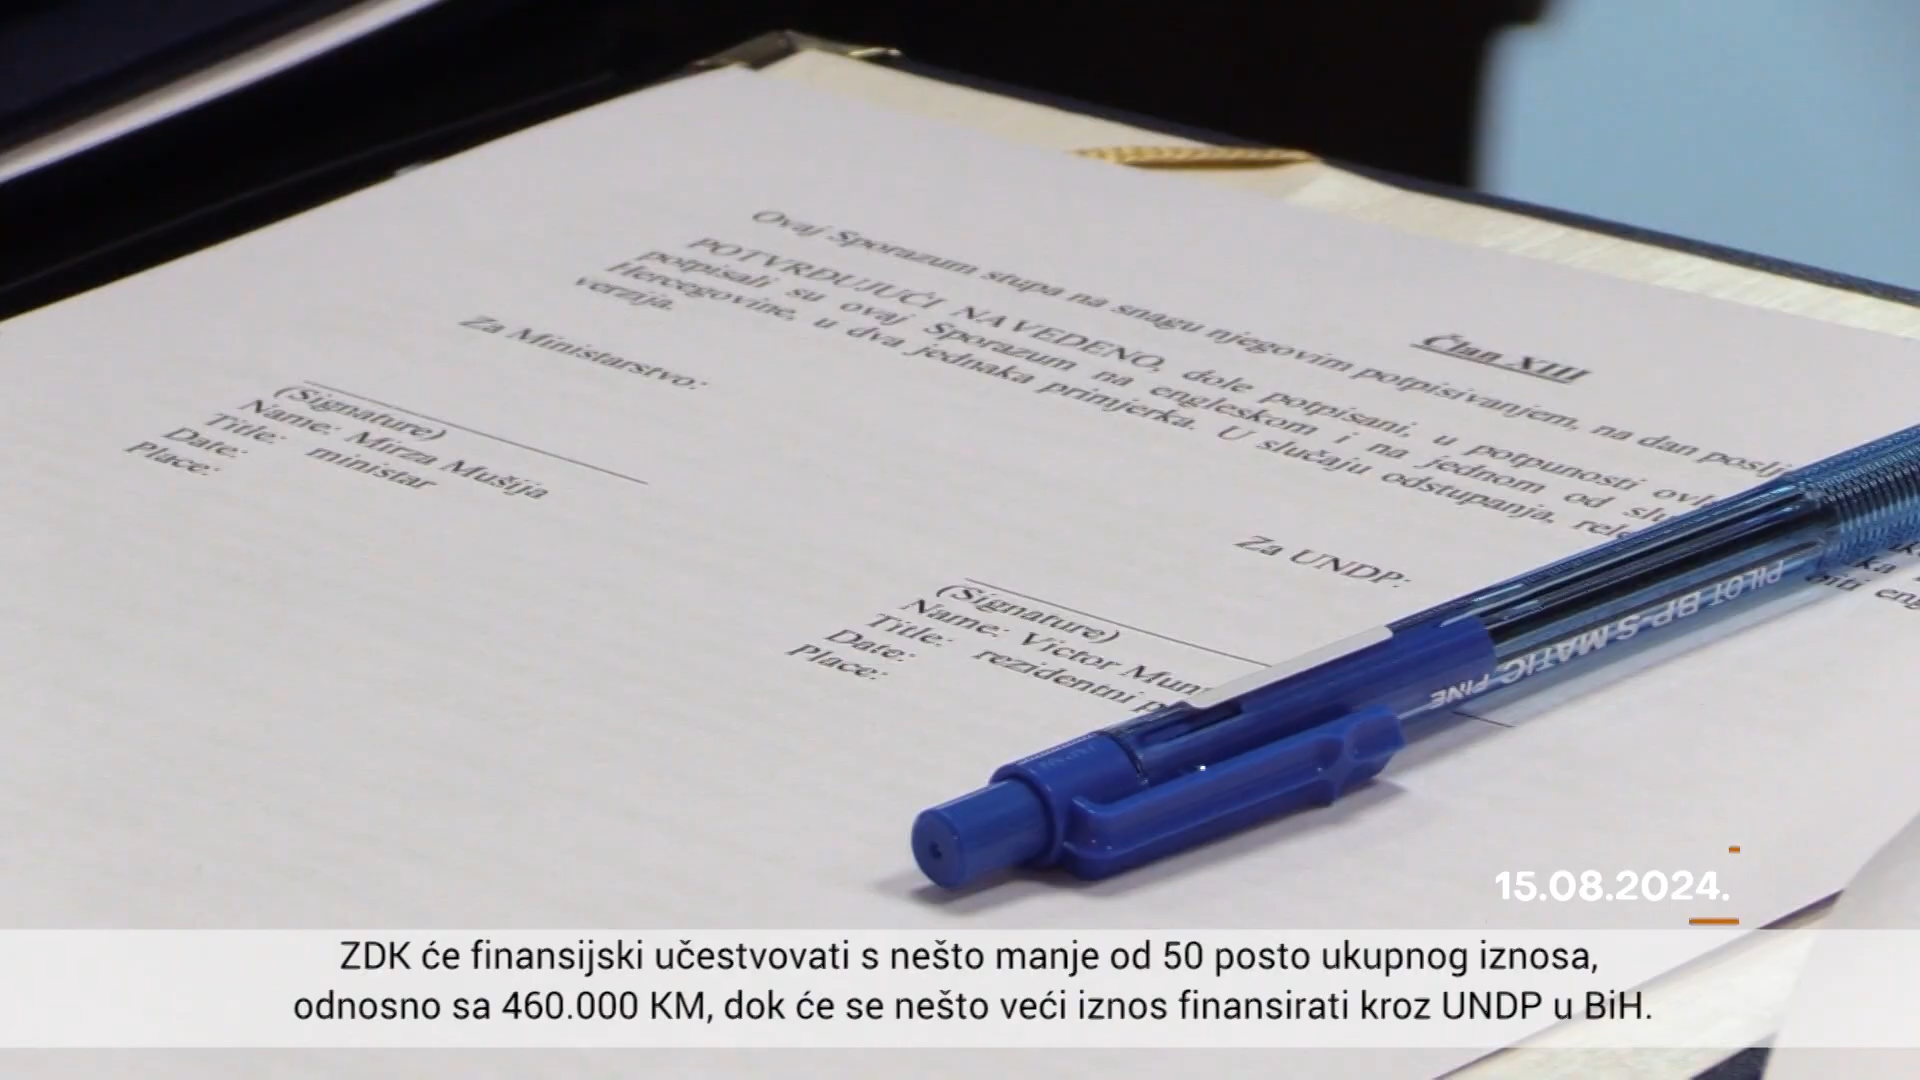 Član XIII
Ovaj Sporazum stupa na snagu njegovim potpisivanjem, na dan
POTVRĐUJUĆI NAVEDENO, dole potpisani, u potpunosti
potpisali su ovaj Sporazum na engleskom i na jednom od
Hercegovine, u dva jednaka primjerka. U slučaju odstupanja,
verzija.
Za Ministarstvo:
(Signature)
Name: Mirza Mušija
Title: ministar
Date:
Place:
Za UNDP:
(Signature)
Name: Victor
Title: rezidentni
Date:
Place:
PILOT BP-S MATIC FINE
15.08.2024.
ZDK će finansijski učestvovati s nešto manje od 50 posto ukupnog iznosa,
odnosno sa 460.000 KM, dok će se nešto veći iznos finansirati kroz UNDP u BiH.